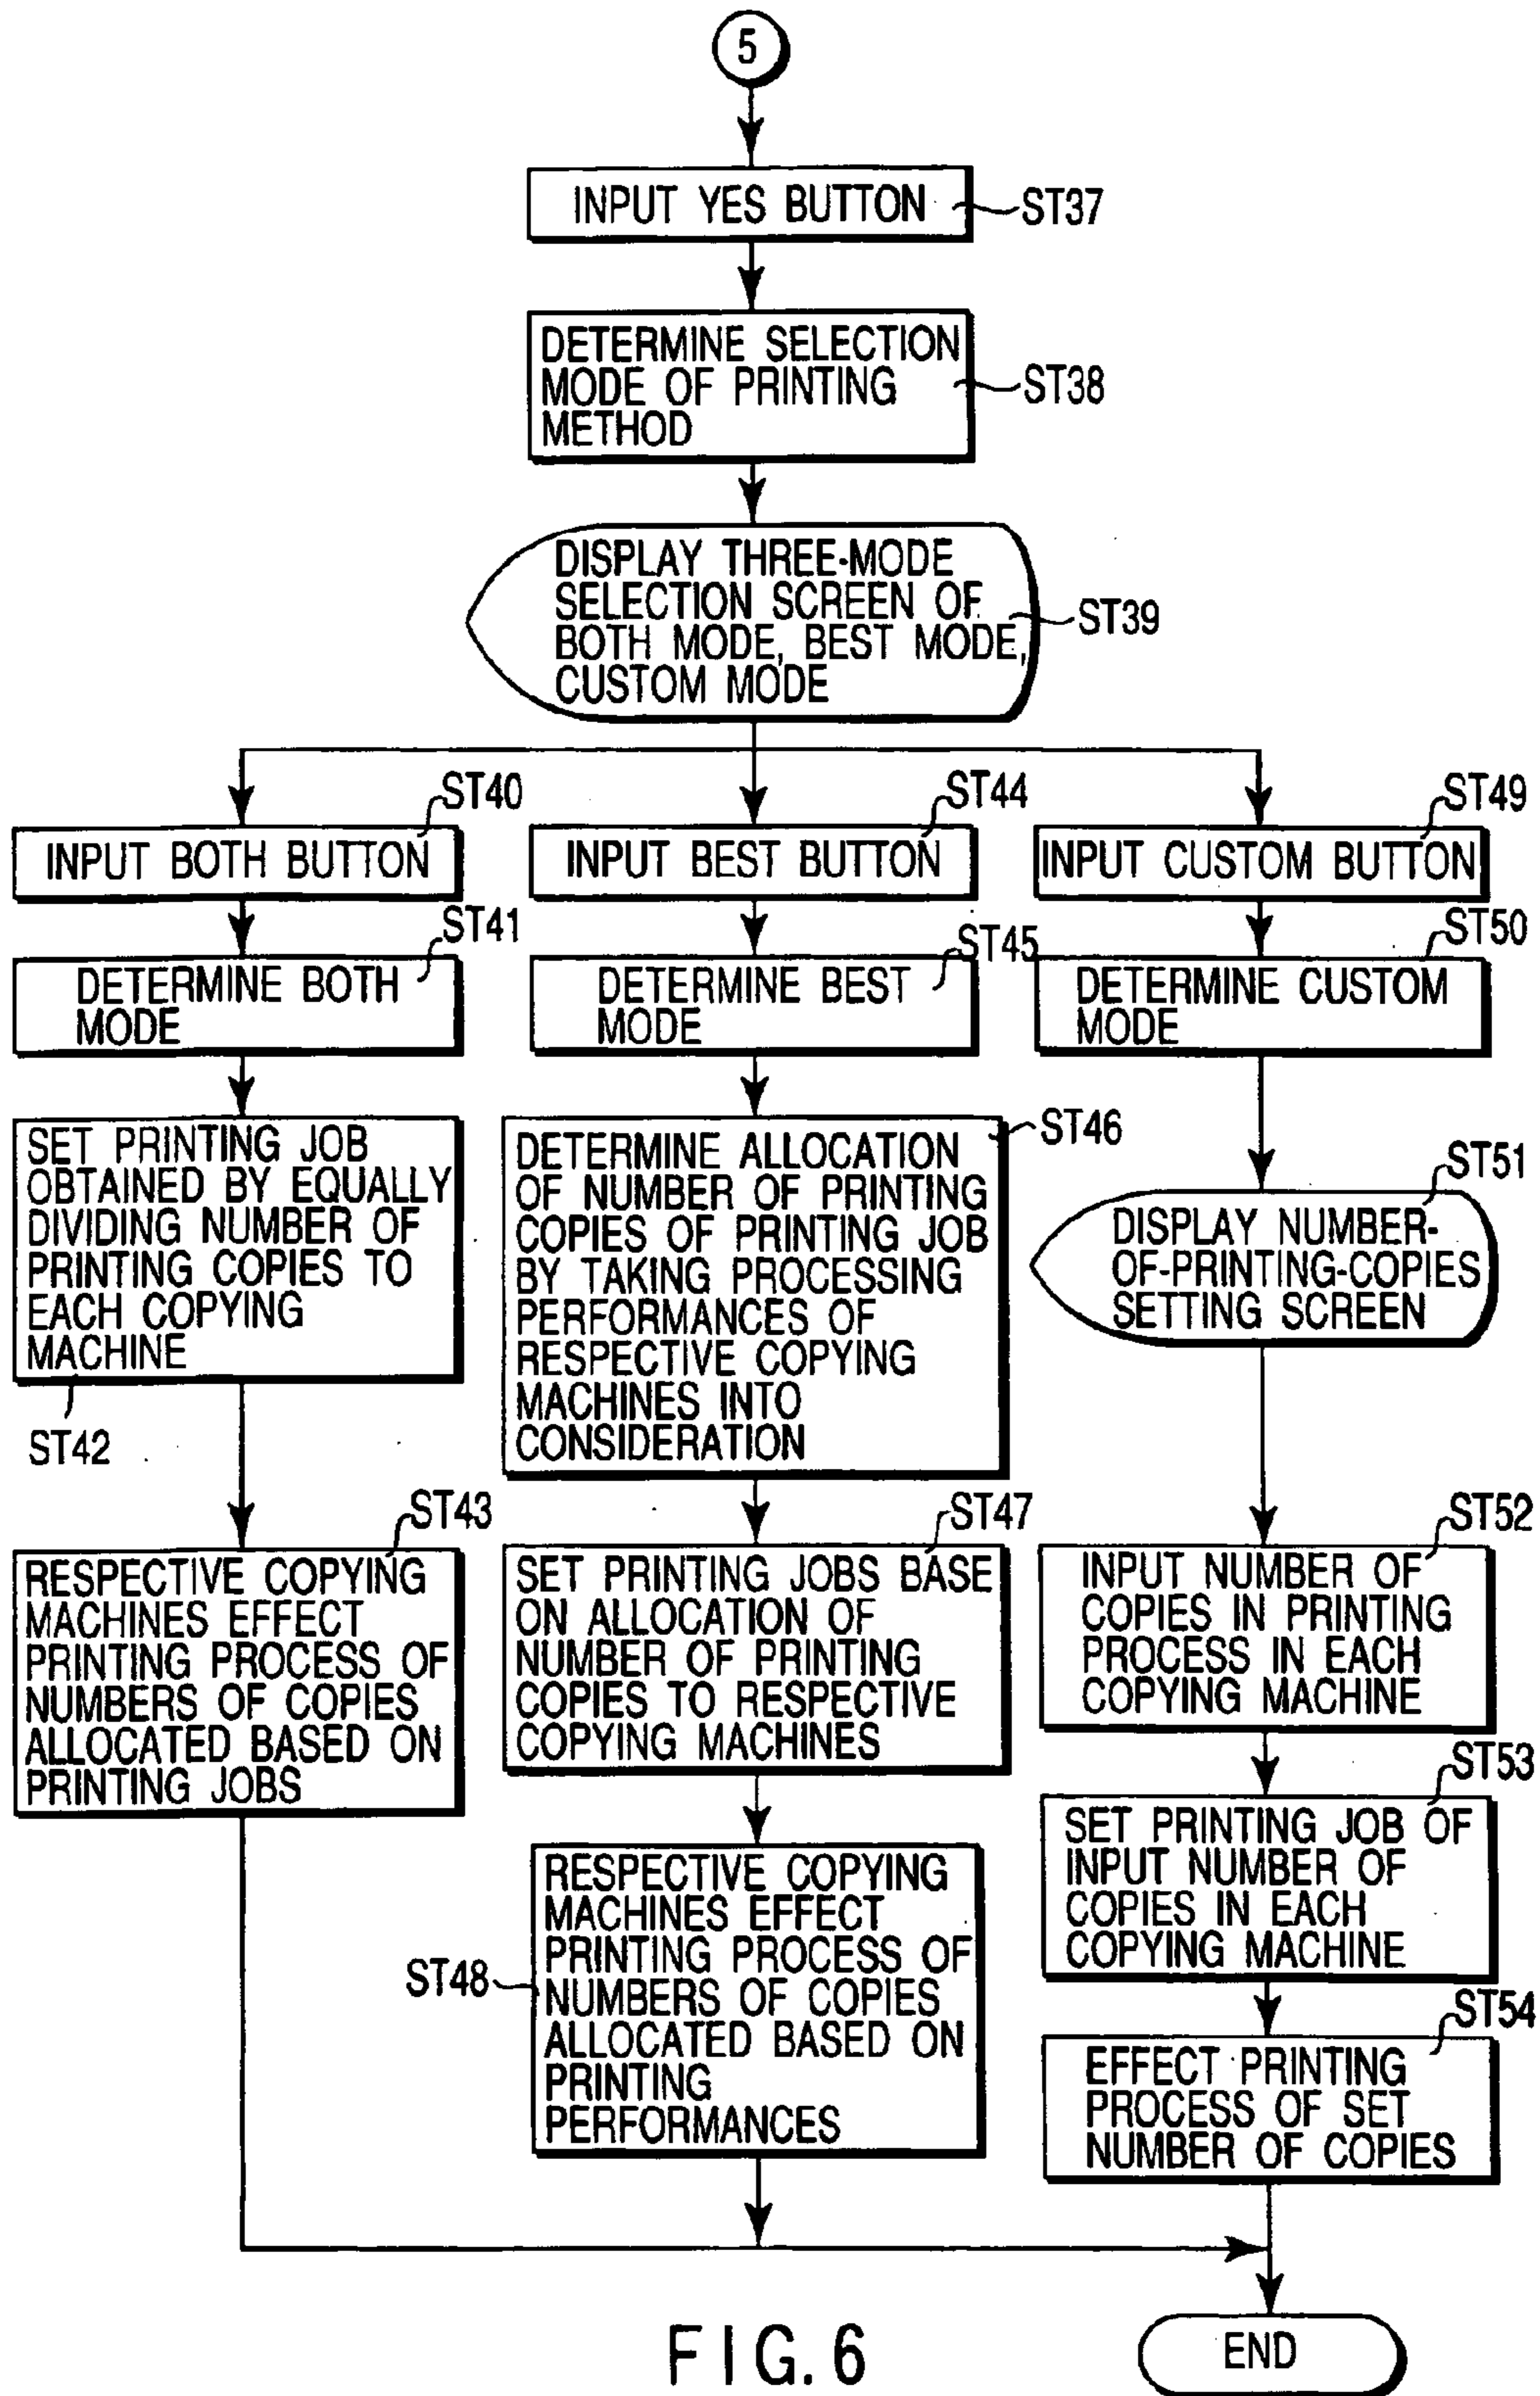 5
INPUT YES BUTTON
ST37
DETERMINE SELECTION
MODE OF PRINTING
METHOD
ST38
DISPLAY THREE-MODE
SELECTION SCREEN OF
BOTH MODE, BEST MODE,
CUSTOM MODE
ST39
ST40
INPUT BOTH BUTTON
ST41
DETERMINE BOTH
MODE
SET PRINTING JOB
OBTAINED BY EQUALLY
DIVIDING NUMBER OF
PRINTING COPIES TO
EACH COPYING
MACHINE
ST42
ST43
RESPECTIVE COPYING
MACHINES EFFECT
PRINTING PROCESS OF
NUMBERS OF COPIES
ALLOCATED BASED ON
PRINTING JOBS
ST44
INPUT BEST BUTTON
ST45
DETERMINE BEST
MODE
ST46
DETERMINE ALLOCATION
OF NUMBER OF PRINTING
COPIES OF PRINTING JOB
BY TAKING PROCESSING
PERFORMANCES OF
RESPECTIVE COPYING
MACHINES INTO
CONSIDERATION
ST47
SET PRINTING JOBS BASE
ON ALLOCATION OF
NUMBER OF PRINTING
COPIES TO RESPECTIVE
COPYING MACHINES
ST48
RESPECTIVE COPYING
MACHINES EFFECT
PRINTING PROCESS OF
NUMBERS OF COPIES
ALLOCATED BASED ON
PRINTING
PERFORMANCES
ST49
INPUT CUSTOM BUTTON
ST50
DETERMINE CUSTOM
MODE
ST51
DISPLAY NUMBER-
OF-PRINTING-COPIES
SETTING SCREEN
ST52
INPUT NUMBER OF
COPIES IN PRINTING
PROCESS IN EACH
COPYING MACHINE
ST53
SET PRINTING JOB OF
INPUT NUMBER OF
COPIES IN EACH
COPYING MACHINE
ST54
EFFECT PRINTING
PROCESS OF SET
NUMBER OF COPIES
END
FIG. 6